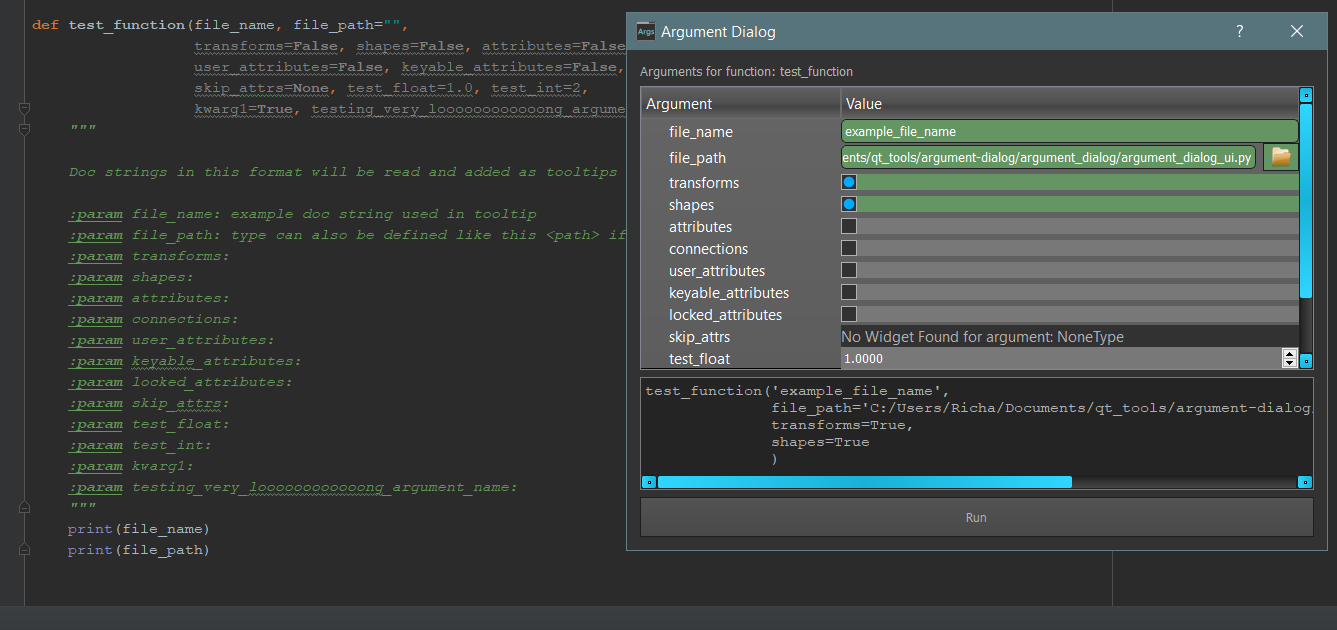 def test_function(file_name, file_path="",
transforms=False, shapes=False, attributes=False
user_attributes=False, keyable_attributes=False,
skip_attrs=None, test_float=1.0, test_int=2,
kwarg1=True, testing_very_looooooooooooong_argume
"""
Doc strings in this format will be read and added as tooltips
:param file_name: example doc string used in tooltip
:param file_path: type can also be defined like this <path> if
:param transforms:
:param shapes:
:param attributes:
:param connections:
:param user_attributes:
:param keyable_attributes:
:param locked_attributes:
:param skip_attrs:
:param test_float:
:param test_int:
:param kwarg1:
:param testing_very_looooooooooooong_argument_name:
"""
print(file_name)
print(file_path)
Args Argument Dialog ?
Arguments for function: test_function
Argument Value
file_name example_file_name
file_path ents/qt_tools/argument-dialog/argument_dialog/argument_dialog_ui.py
transforms
shapes
attributes
connections
user_attributes
keyable_attributes
locked_attributes
skip_attrs No Widget Found for argument: NoneType
test_float 1.0000
test_function('example_file_name',
file_path='C:/Users/Richa/Documents/qt_tools/argument-dialog
transforms=True,
shapes=True
)
Run